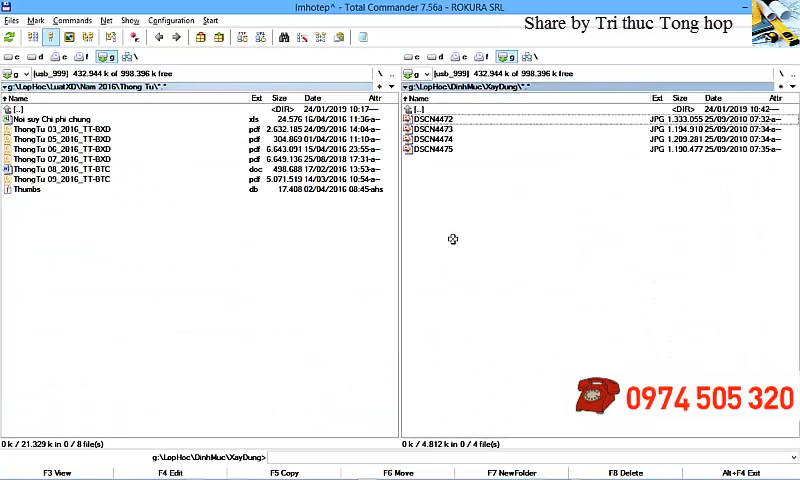 Imhotep^ - Total Commander 7.56a - ROKURA SRL
Files Mark Commands Net Show Configuration Start
Share by Tri thuc Tong hop
c d e f g \
c d e f g \
g [usb_999] 432.944 k of 998.396 k free \ ..
g [usb_999] 432.944 k of 998.396 k free \ ..
g:\LopHoc\LuatXD\Nam 2016\Thong Tu\*.*
g:\LopHoc\DinhMuc\XayDung\*.*
Name Ext Size Date Attr
[..] <DIR> 24/01/2019 10:17----
Noi suy Chi phi chung xls 24.576 16/04/2016 11:36-a--
ThongTu 03_2016_TT-BXD pdf 2.632.185 24/09/2016 14:04-a--
ThongTu 05_2016_TT-BXD pdf 304.869 01/04/2016 11:10-a--
ThongTu 06_2016_TT-BXD pdf 6.643.091 15/04/2016 23:55-a--
ThongTu 07_2016_TT-BXD pdf 6.649.136 25/08/2018 17:31-a--
ThongTu 08_2016_TT-BTC doc 498.688 17/02/2016 13:53-a--
ThongTu 09_2016_TT-BTC pdf 5.071.519 14/03/2016 10:54-a--
Thumbs db 17.408 02/04/2016 08:45-ahs
Name Ext Size Date Attr
[..] <DIR> 24/01/2019 10:42----
DSCN4472 JPG 1.333.055 25/09/2010 07:32-a--
DSCN4473 JPG 1.194.910 25/09/2010 07:34-a--
DSCN4474 JPG 1.209.281 25/09/2010 07:34-a--
DSCN4475 JPG 1.190.477 25/09/2010 07:35-a--
0974 505 320
0 k / 21.329 k in 0 / 8 file(s)
0 k / 4.812 k in 0 / 4 file(s)
g:\LopHoc\DinhMuc\XayDung>
F3 View F4 Edit F5 Copy F6 Move F7 NewFolder F8 Delete Alt+F4 Exit